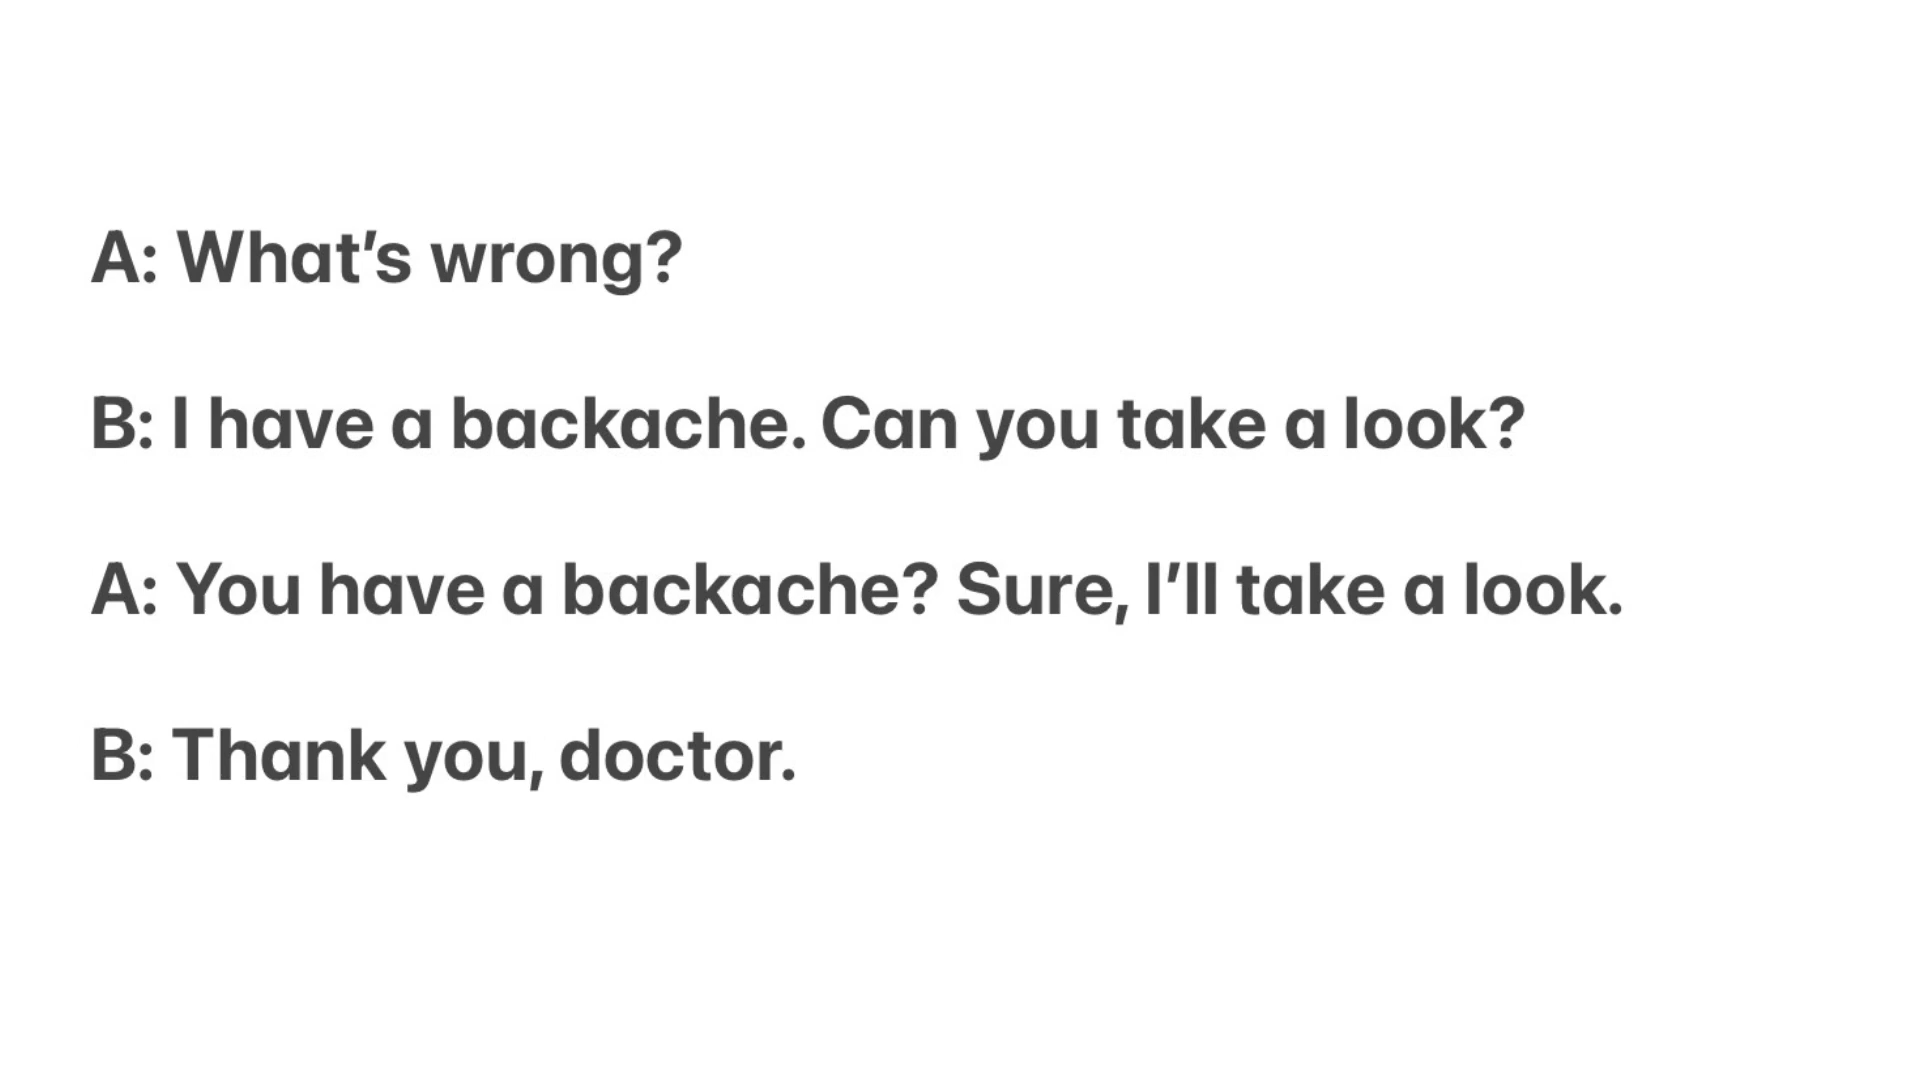 A: What’s wrong?
B: I have a backache. Can you take a look?
A: You have a backache? Sure, I’ll take a look.
B: Thank you, doctor.